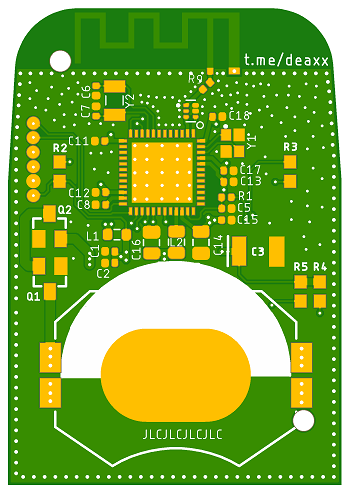 t.me/deaxx
R9
C6
C7
Y2
C18
C11
Y1
R2
R3
C17
C13
C12
C8
R1
C5
C15
Q2
L1
C1
C16
L2
C14
C3
C2
Q1
R5 R4
JLCJLCJLCJLC